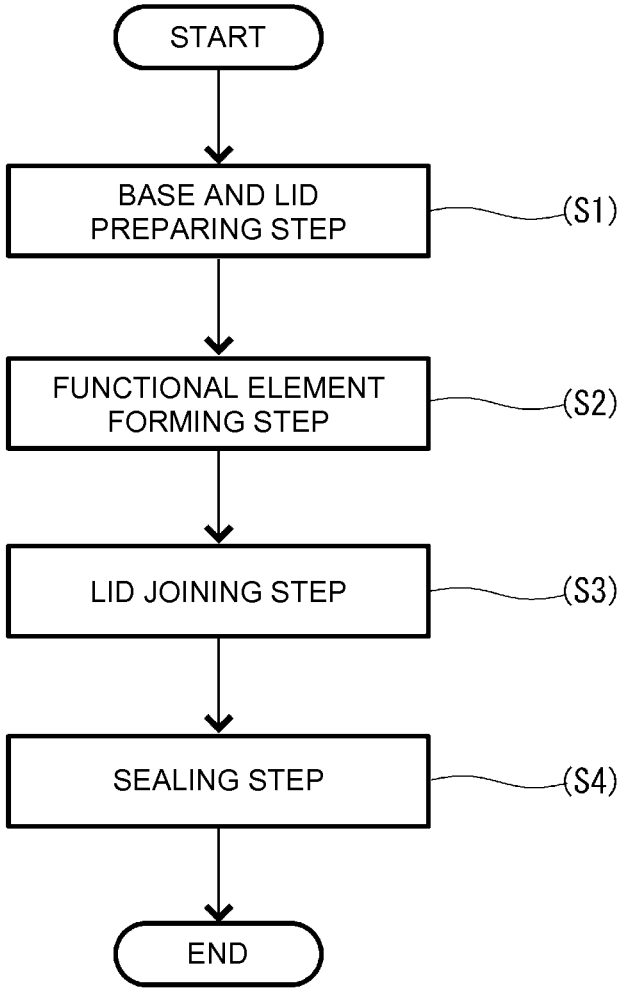 START
BASE AND LID
PREPARING STEP
(S1)
FUNCTIONAL ELEMENT
FORMING STEP
(S2)
LID JOINING STEP
(S3)
SEALING STEP
(S4)
END